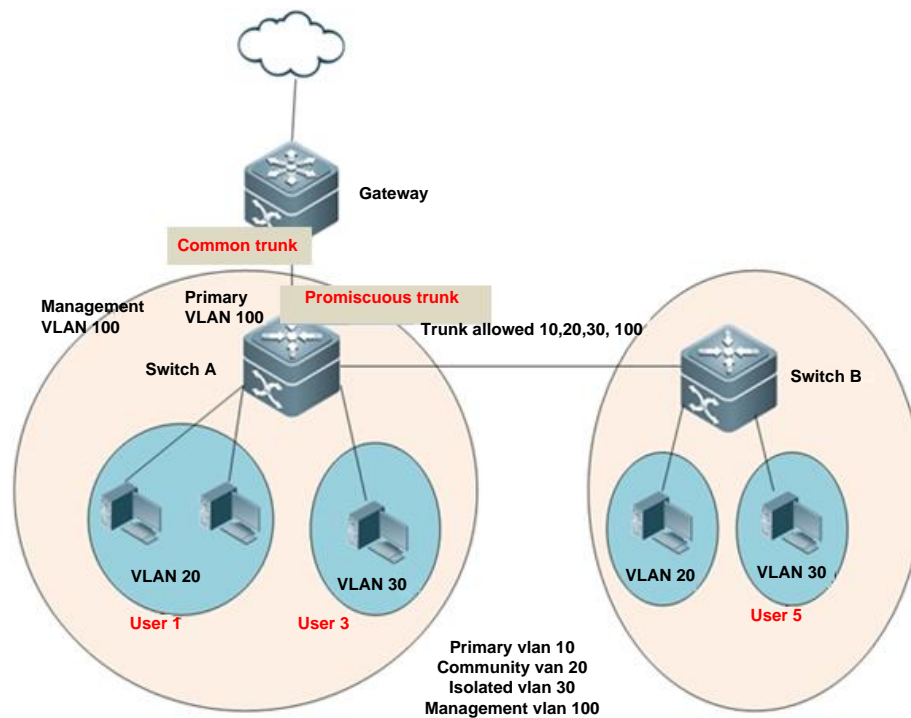 Gateway
Common trunk
Management
VLAN 100
Primary
VLAN 100
Promiscuous trunk
Trunk allowed 10,20,30, 100
Switch A
Switch B
VLAN 20
VLAN 30
VLAN 20
VLAN 30
User 1
User 3
User 5
Primary vlan 10
Community van 20
Isolated vlan 30
Management vlan 100